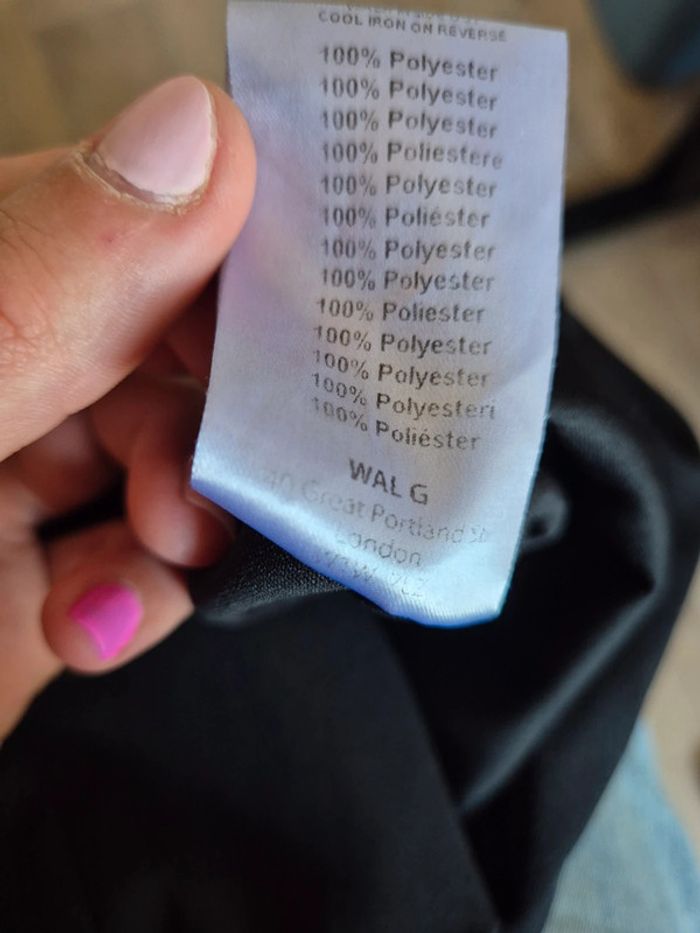 COOL IRON ON REVERSE
100% Polyester
100% Polyester
100% Polyester
100% Poliestere
100% Polyester
100% Poliéster
100% Polyester
100% Polyester
100% Poliester
100% Polyester
100% Polyester
100% Polyesteri
100% Poliéster
WAL G
Great Portland St
London